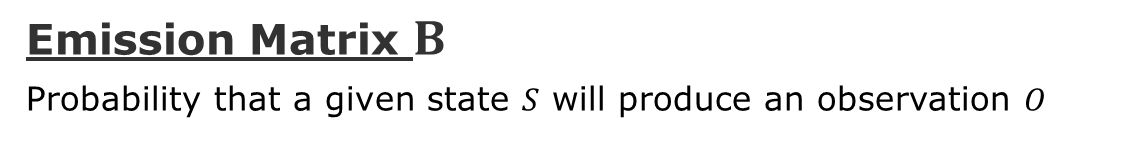 Emission Matrix B
Probability that a given state S will produce an observation O